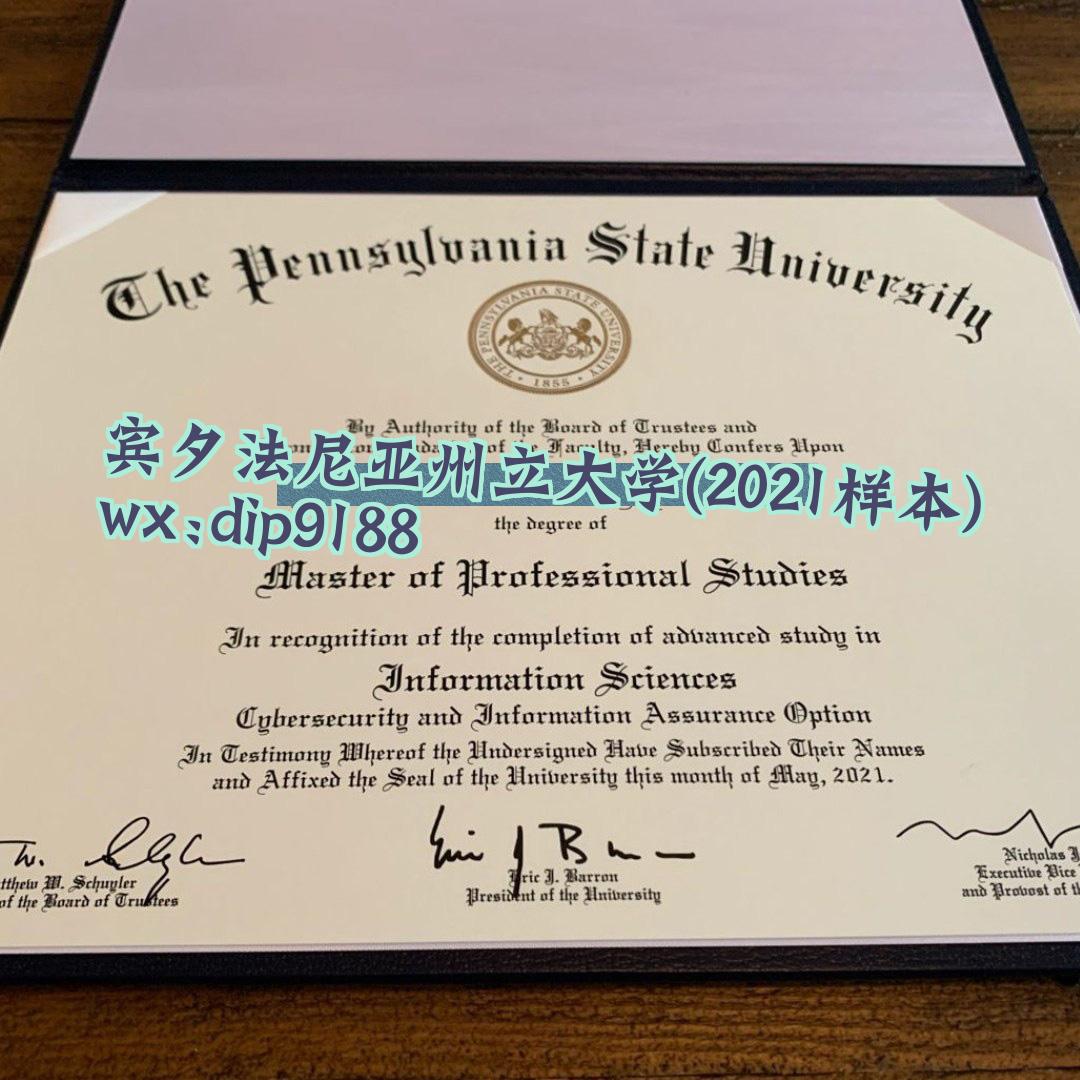 The Pennsylvania State University
THE PENNSYLVANIA STATE UNIVERSITY
1855
By Authority of the Board of Trustees and
of the Faculty, Hereby Confers Upon
宾夕法尼亚州立大学(2021样本)
wx:dip9188
the degree of
Master of Professional Studies
In recognition of the completion of advanced study in
Information Sciences
Cybersecurity and Information Assurance Option
In Testimony Whereof the Undersigned Have Subscribed Their Names
and Affixed the Seal of the University this month of May, 2021.
tthew W. Schuyler
of the Board of Trustees
Eric J. Barron
President of the University
Nicholas J
Executive Vice
and Provost of th